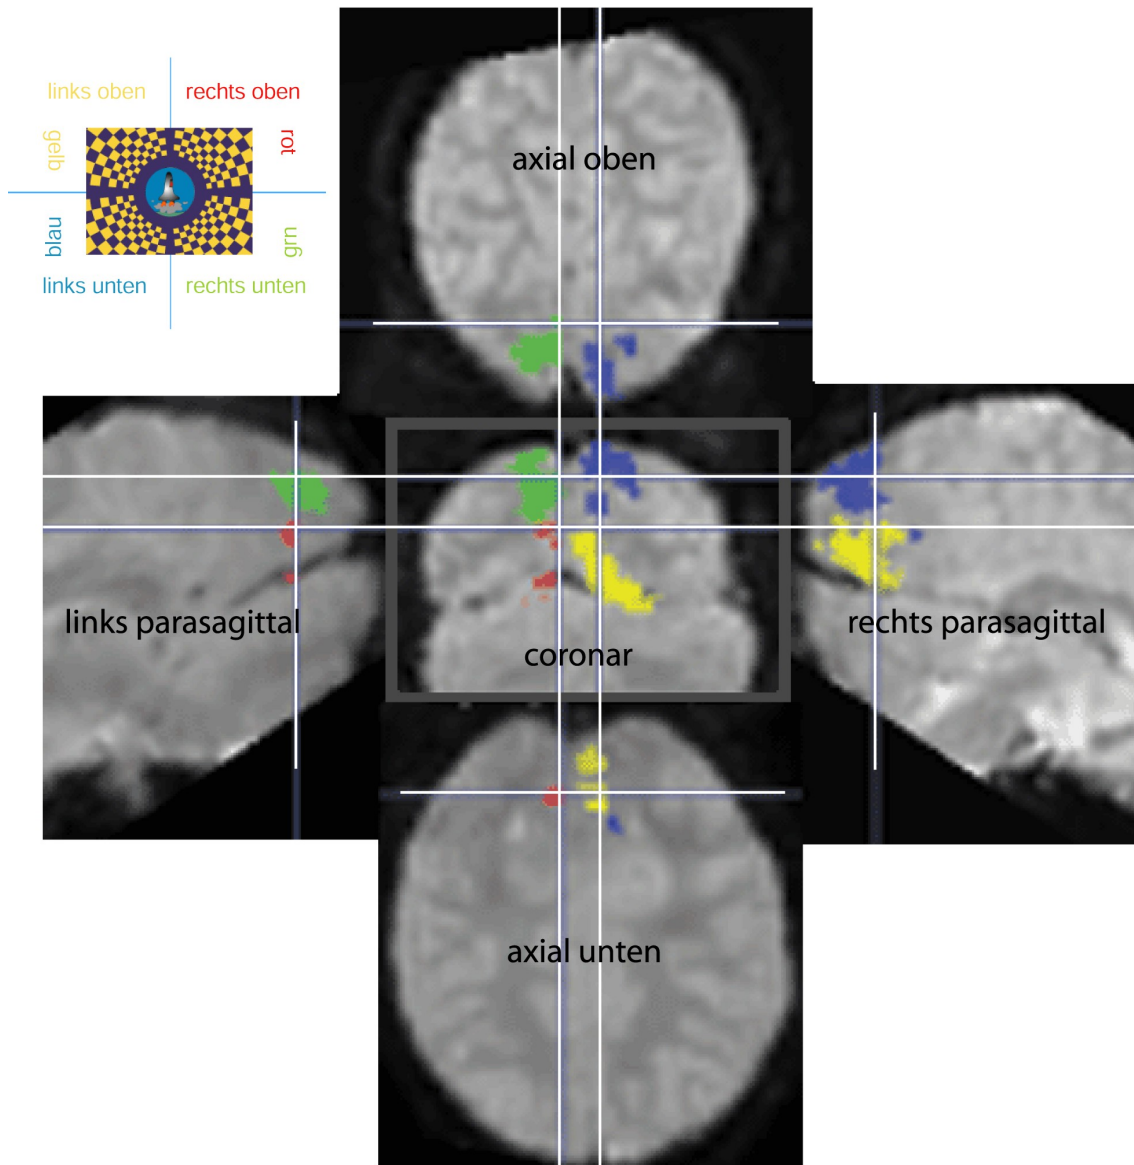 links oben rechts oben
gelb rot
blau grn
links unten rechts unten
axial oben
links parasagittal
coronar
rechts parasagittal
axial unten